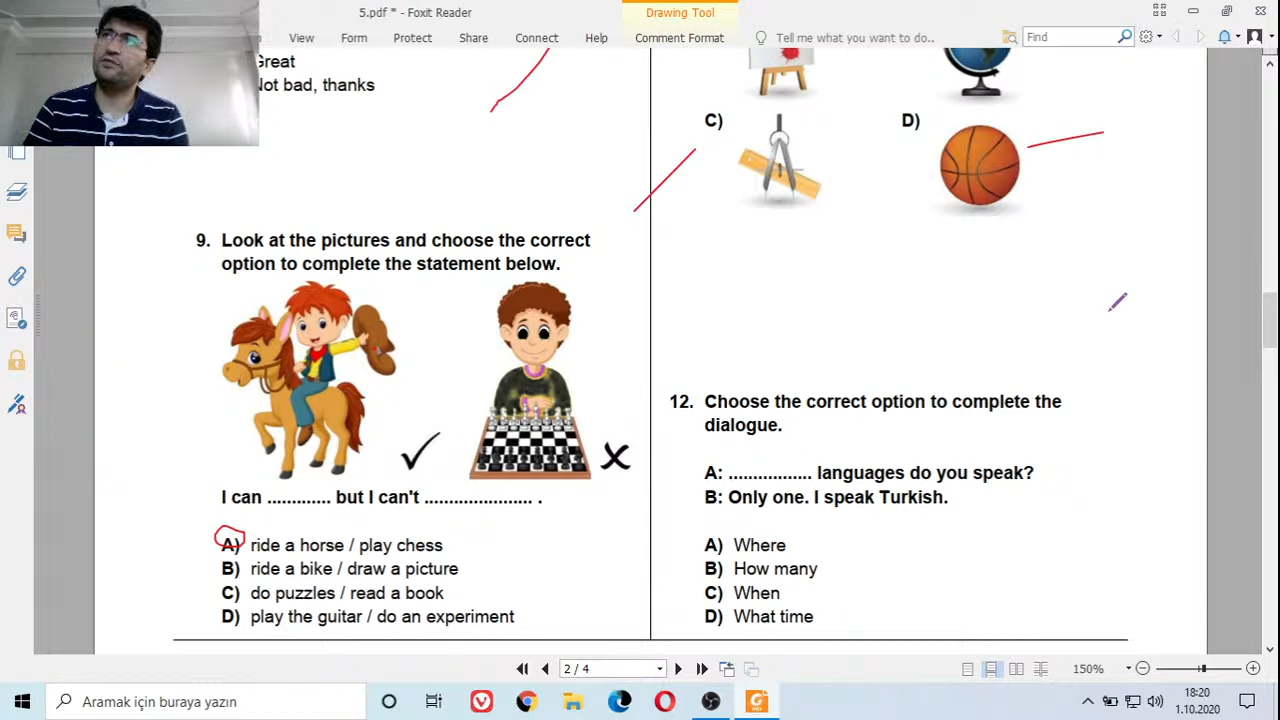 5.pdf * - Foxit Reader
Drawing Tool
View Form Protect Share Connect Help Comment Format Tell me what you want to do.. Find
Great
Not bad, thanks
9. Look at the pictures and choose the correct
option to complete the statement below.
I can ............. but I can't ...................... .
A) ride a horse / play chess
B) ride a bike / draw a picture
C) do puzzles / read a book
D) play the guitar / do an experiment
C)
D)
12. Choose the correct option to complete the
dialogue.
A: ................. languages do you speak?
B: Only one. I speak Turkish.
A) Where
B) How many
C) When
D) What time
2 / 4
150%
Aramak için buraya yazın
18:20
1.10.2020